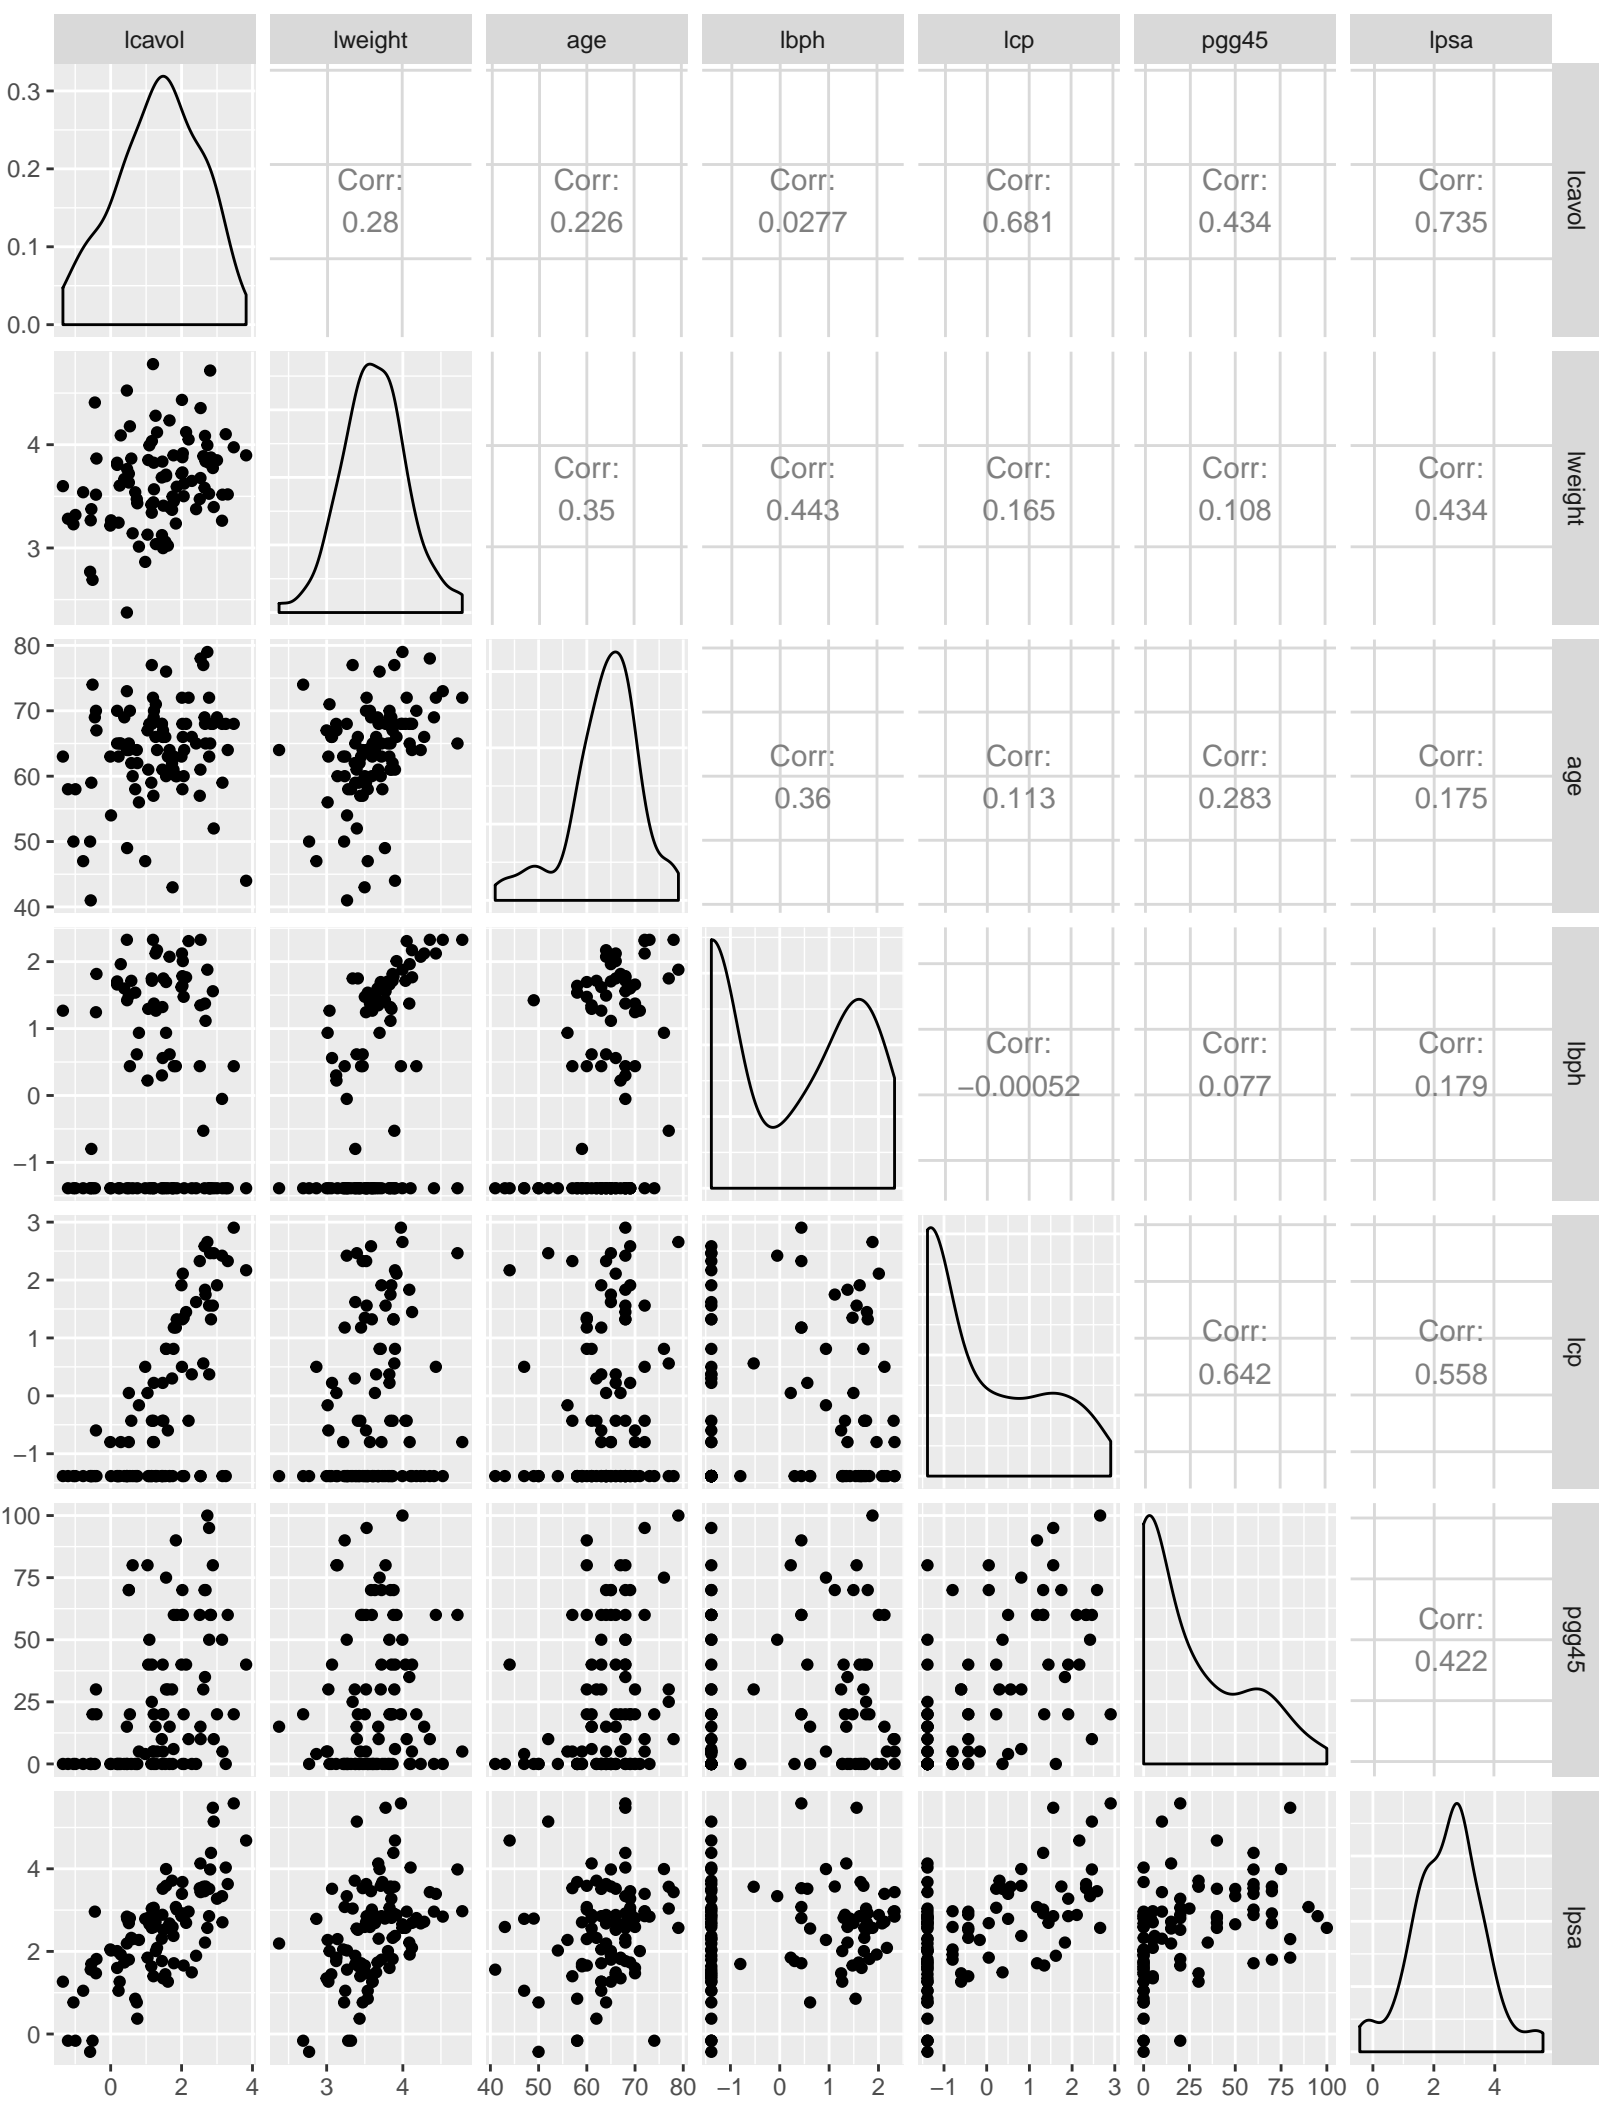 lcavol lweight age lbph lcp pgg45 lpsa
0.3
0.2
0.1
0.0
Corr:
0.28
Corr:
0.226
Corr:
0.0277
Corr:
0.681
Corr:
0.434
Corr:
0.735
lcavol
4
3
Corr:
0.35
Corr:
0.443
Corr:
0.165
Corr:
0.108
Corr:
0.434
lweight
80
70
60
50
40
Corr:
0.36
Corr:
0.113
Corr:
0.283
Corr:
0.175
age
2
1
0
−1
Corr:
−0.00052
Corr:
0.077
Corr:
0.179
lbph
3
2
1
0
−1
Corr:
0.642
Corr:
0.558
lcp
100
75
50
25
0
Corr:
0.422
pgg45
4
2
0
lpsa
0 2 4 3 4 40 50 60 70 80 −1 0 1 2 −1 0 1 2 3 0 25 50 75 100 0 2 4